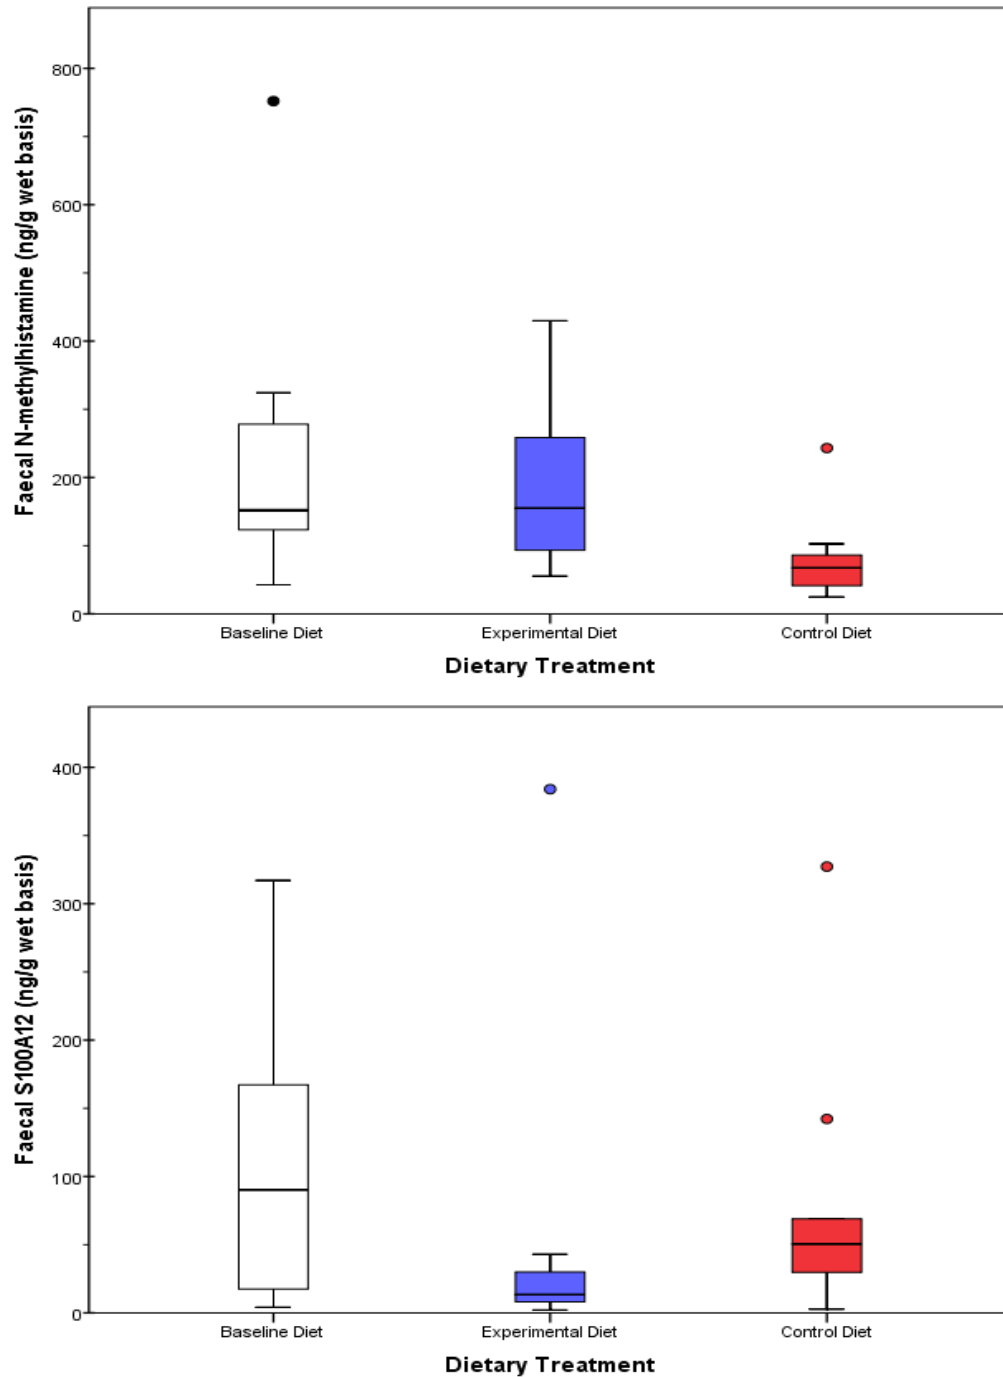 Faecal N-methylhistamine (ng/g wet basis)
800
600
400
200
0
Baseline Diet
Experimental Diet
Control Diet
Dietary Treatment
Faecal S100A12 (ng/g wet basis)
400
300
200
100
0
Baseline Diet
Experimental Diet
Control Diet
Dietary Treatment